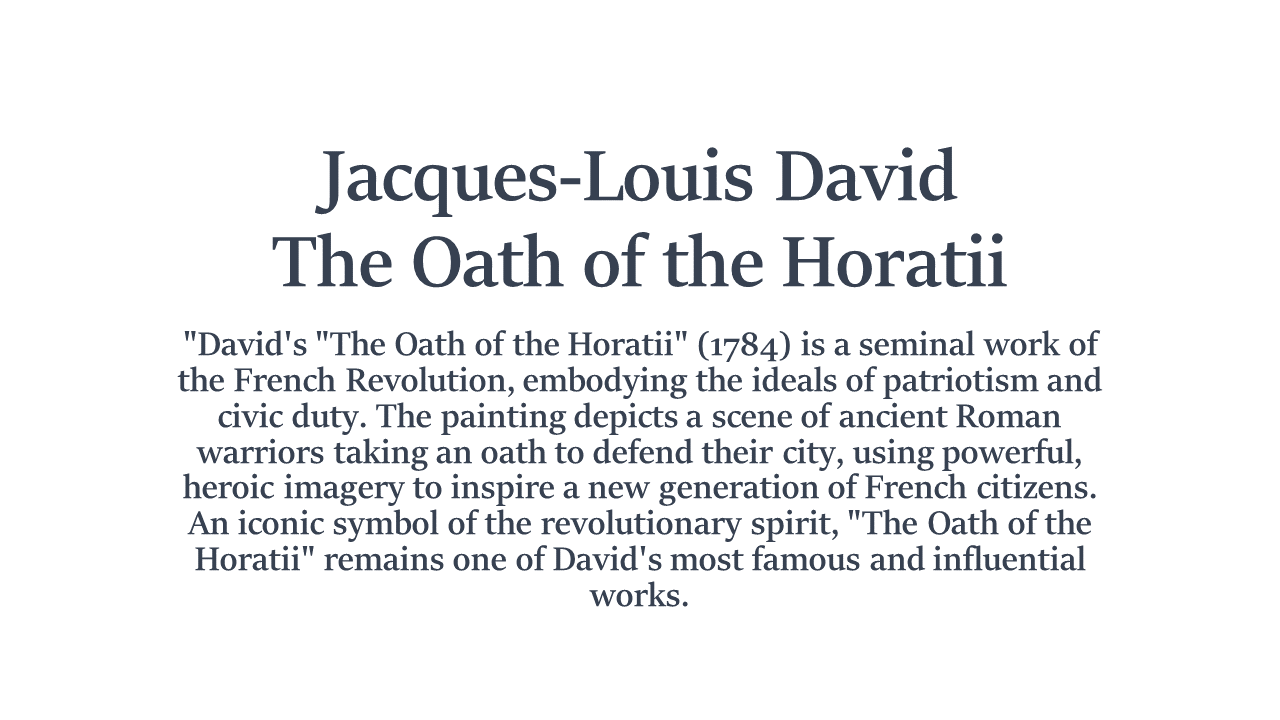 Jacques-Louis David
The Oath of the Horatii
"David's "The Oath of the Horatii" (1784) is a seminal work of
the French Revolution, embodying the ideals of patriotism and
civic duty. The painting depicts a scene of ancient Roman
warriors taking an oath to defend their city, using powerful,
heroic imagery to inspire a new generation of French citizens.
An iconic symbol of the revolutionary spirit, "The Oath of the
Horatii" remains one of David's most famous and influential
works.